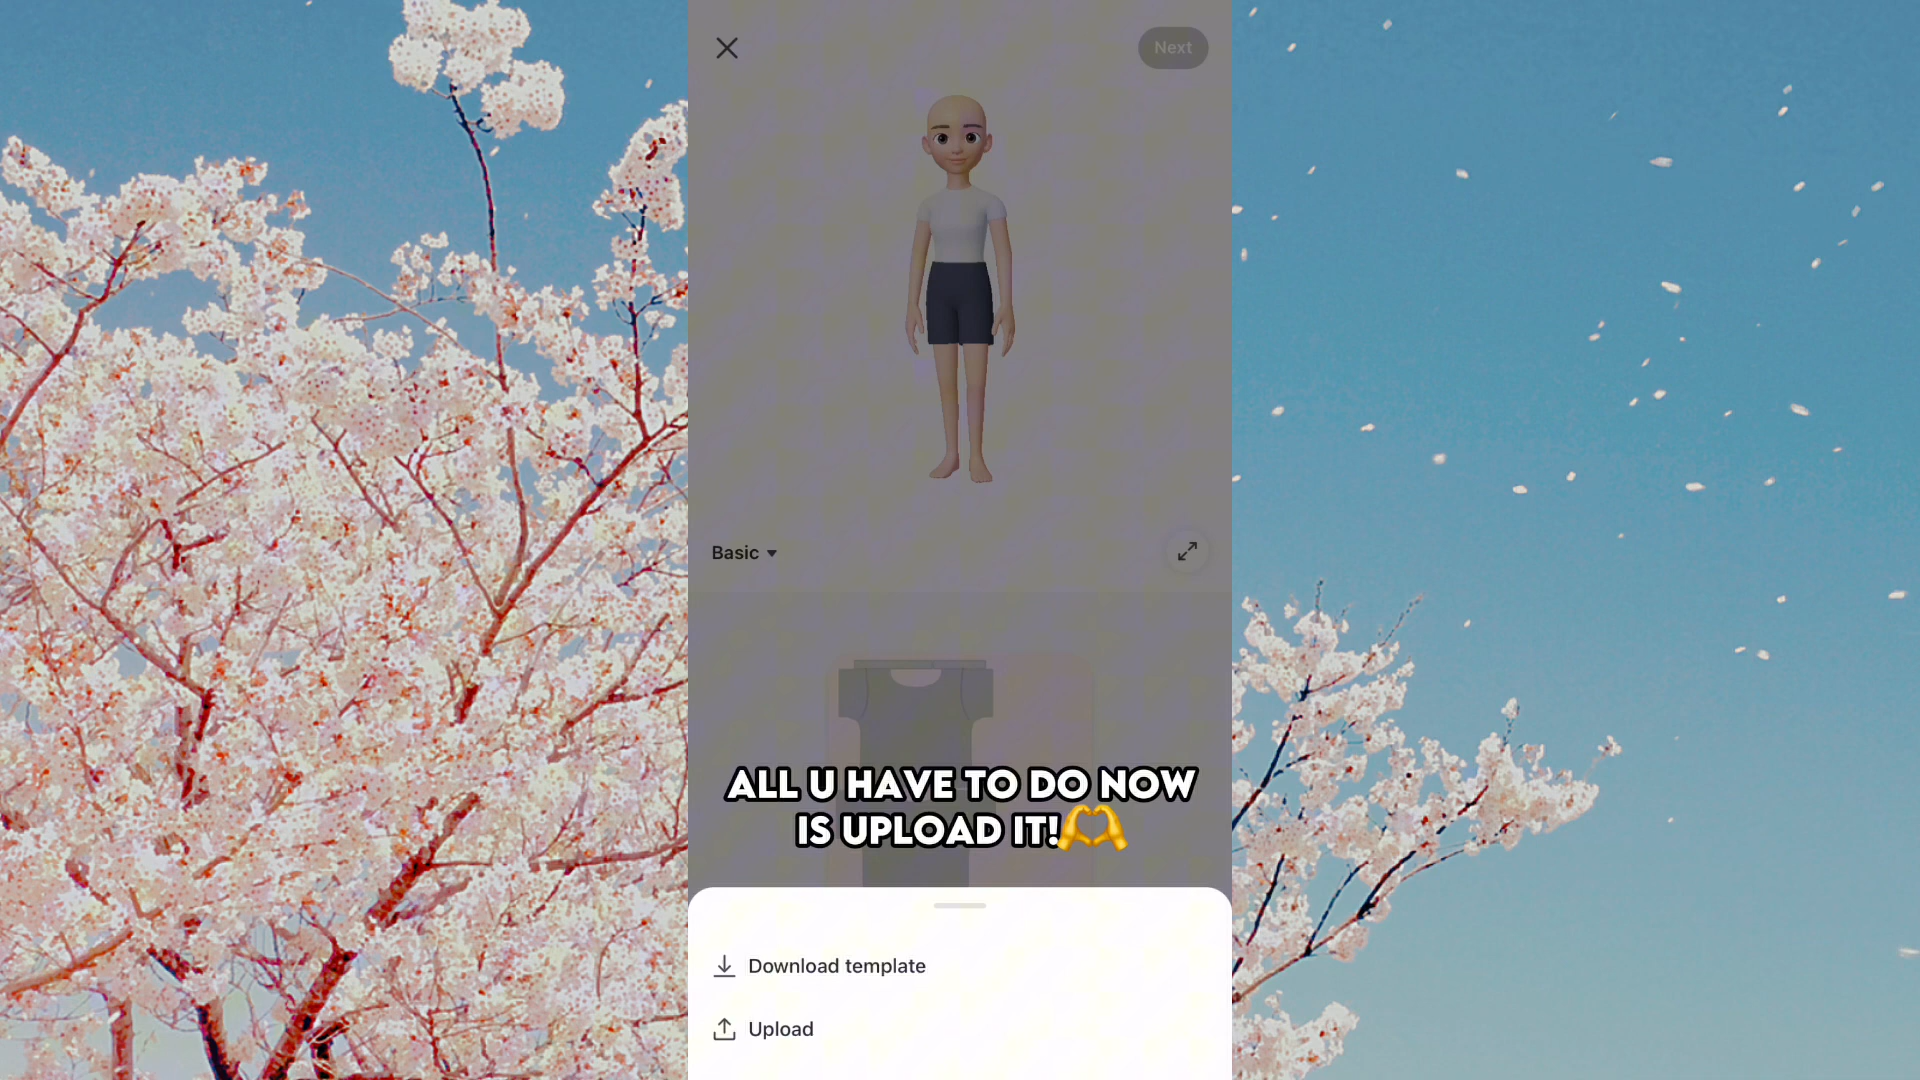 Next
Basic
ALL U HAVE TO DO NOW
IS UPLOAD IT!🫶
Download template
Upload